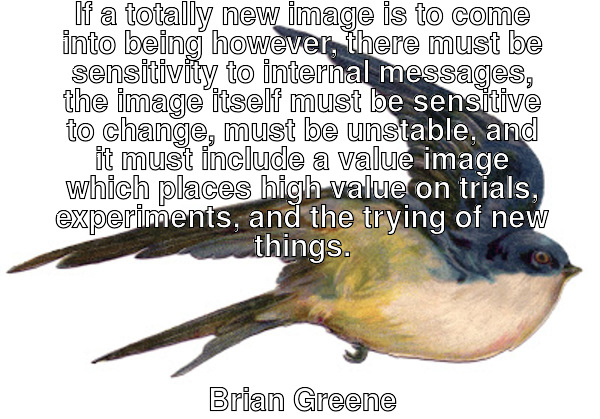 If a totally new image is to come
into being however, there must be
sensitivity to internal messages,
the image itself must be sensitive
to change, must be unstable, and
it must include a value image
which places high value on trials,
experiments, and the trying of new
things.
Brian Greene